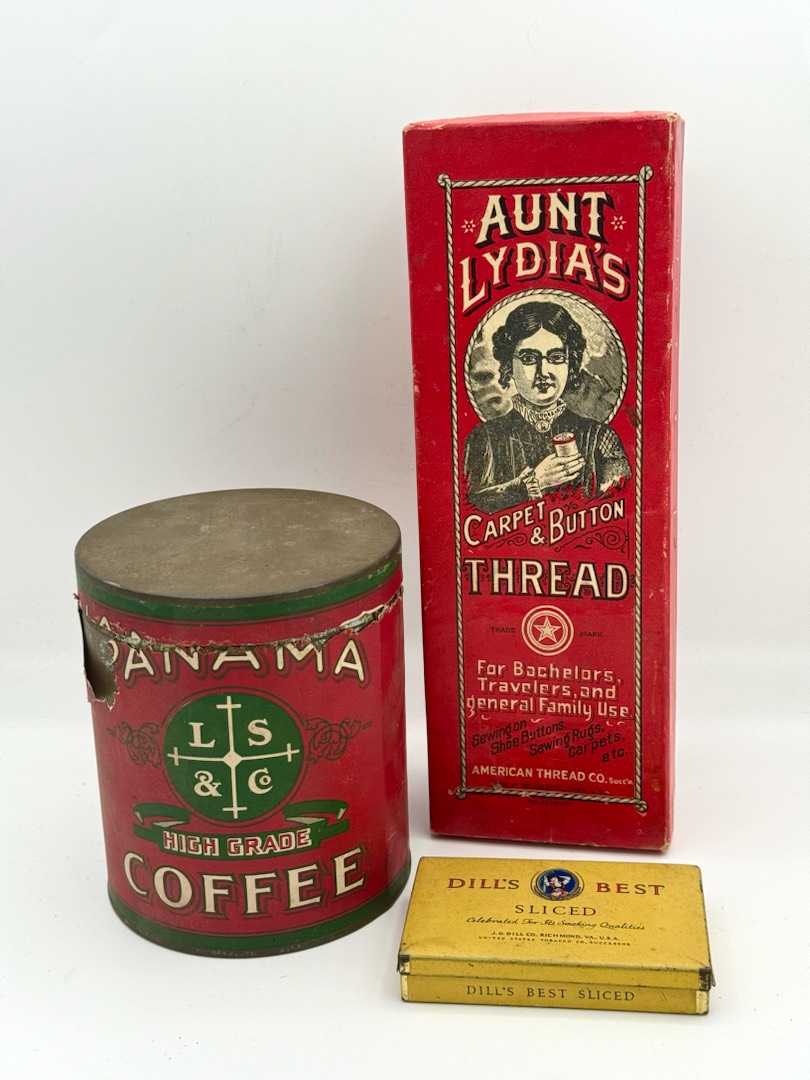 AUNT
LYDIA'S
CARPET
& BUTTON
THREAD
TRADE MARK
For Bachelors,
Travelers, and
general Family Use.
Sewing on
Shoe Buttons,
Sewing Rugs,
Carpets,
etc.
AMERICAN THREAD CO. Succ'r.
PANAMA
L S
& Co
HIGH GRADE
COFFEE
DILL'S BEST
SLICED
Celebrated For Its Smoking Qualities
J.G. DILL CO. RICHMOND, VA., U.S.A.
UNITED STATES TOBACCO CO., SUCCESSOR
DILL'S BEST SLICED